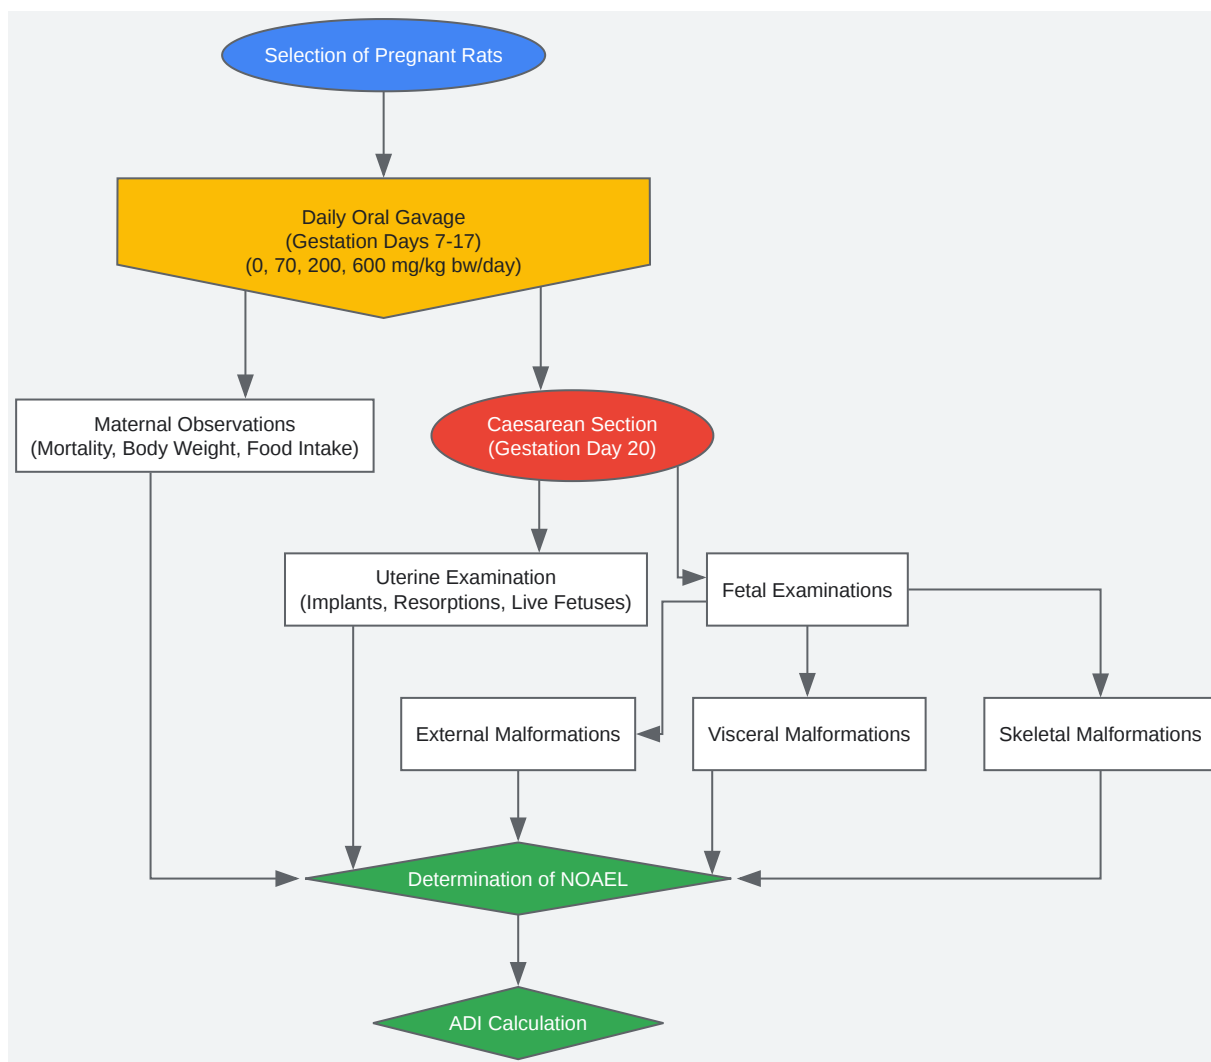 Selection of Pregnant Rats
Daily Oral Gavage
(Gestation Days 7-17)
(0, 70, 200, 600 mg/kg bw/day)
Maternal Observations
(Mortality, Body Weight, Food Intake)
Caesarean Section
(Gestation Day 20)
Uterine Examination
(Implants, Resorptions, Live Fetuses)
Fetal Examinations
External Malformations
Visceral Malformations
Skeletal Malformations
Determination of NOAEL
ADI Calculation